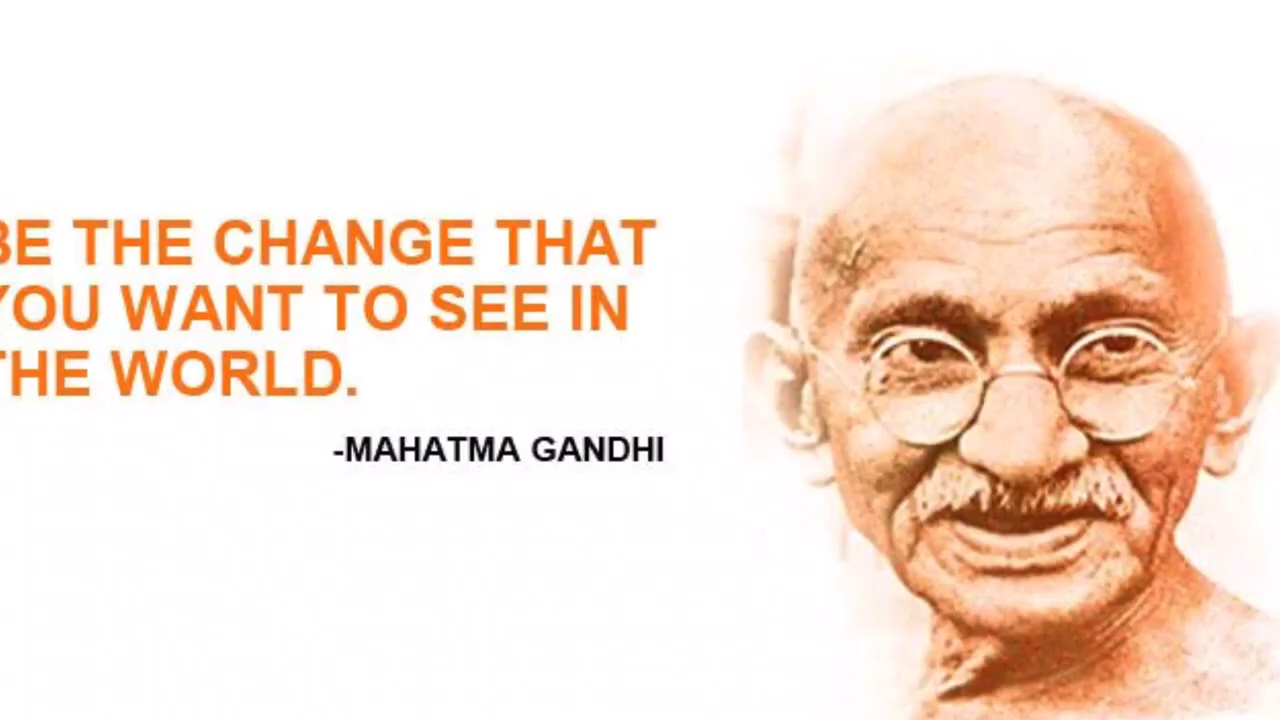 BE THE CHANGE THAT
YOU WANT TO SEE IN
THE WORLD.
-MAHATMA GANDHI